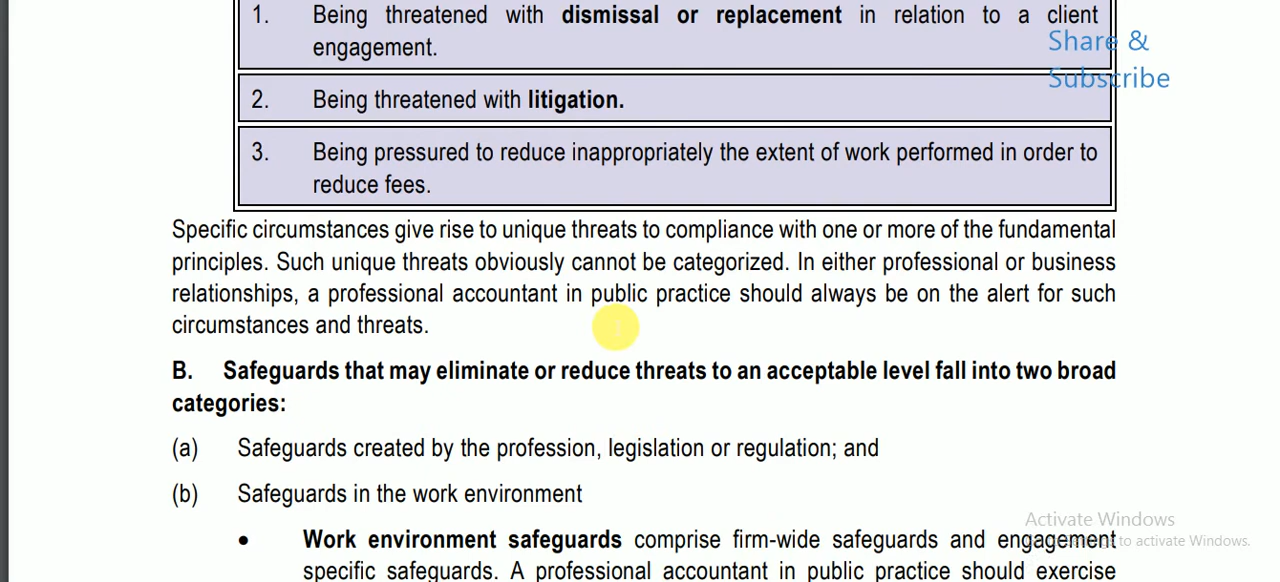 1. Being threatened with dismissal or replacement in relation to a client
engagement.
Share &
Subscribe
2. Being threatened with litigation.
3. Being pressured to reduce inappropriately the extent of work performed in order to
reduce fees.
Specific circumstances give rise to unique threats to compliance with one or more of the fundamental
principles. Such unique threats obviously cannot be categorized. In either professional or business
relationships, a professional accountant in public practice should always be on the alert for such
circumstances and threats.
B. Safeguards that may eliminate or reduce threats to an acceptable level fall into two broad
categories:
(a) Safeguards created by the profession, legislation or regulation; and
(b) Safeguards in the work environment
Activate Windows
to activate Windows.
• Work environment safeguards comprise firm-wide safeguards and engagement
specific safeguards. A professional accountant in public practice should exercise